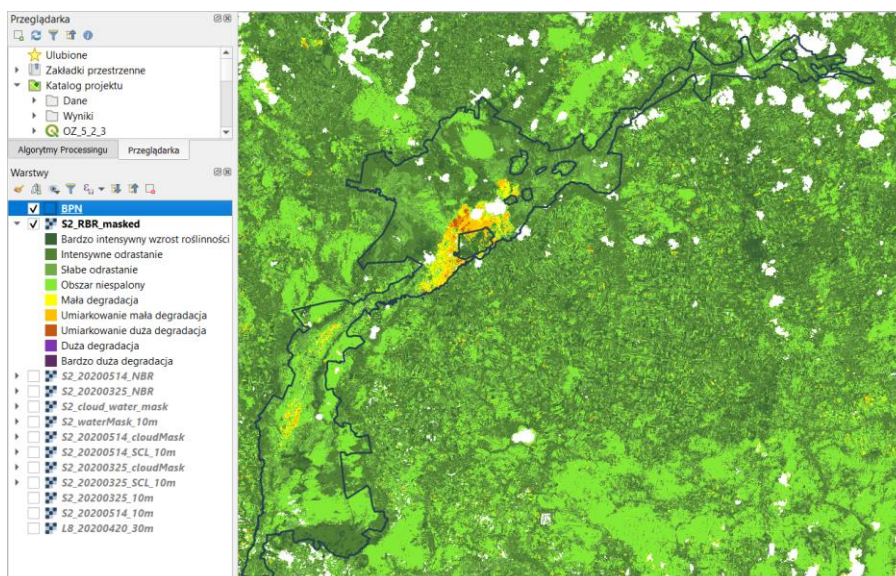 Przeglądarka
Ulubione
Zakładki przestrzenne
Katalog projektu
Dane
Wyniki
OZ_5_2_3
Algorytmy Processingu
Przeglądarka
Warstwy
BPN
S2_RBR_masked
Bardzo intensywny wzrost roślinności
Intensywne odrastanie
Słabe odrastanie
Obszar niespalony
Mała degradacja
Umiarkowanie mała degradacja
Umiarkowanie duża degradacja
Duża degradacja
Bardzo duża degradacja
S2_20200514_NBR
S2_20200325_NBR
S2_cloud_water_mask
S2_waterMask_10m
S2_20200514_cloudMask
S2_20200514_SCL_10m
S2_20200325_cloudMask
S2_20200325_SCL_10m
S2_20200325_10m
S2_20200514_10m
L8_20200420_30m